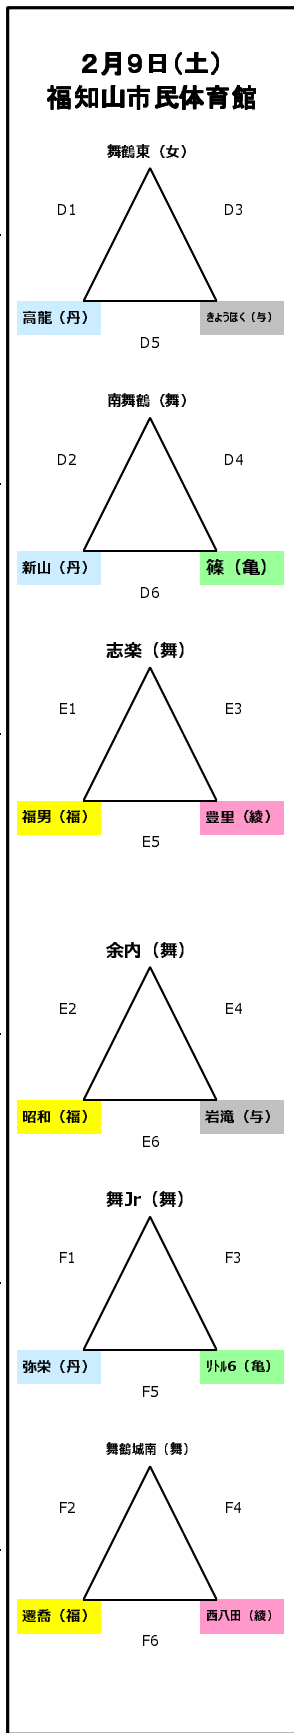 2月9日(土)
福知山市民体育館
舞鶴東（女）
D1
D3
高龍（丹）
きょうほく（与）
D5
南舞鶴（舞）
D2
D4
新山（丹）
篠（亀）
D6
志楽（舞）
E1
E3
福男（福）
豊里（綾）
E5
余内（舞）
E2
E4
昭和（福）
岩滝（与）
E6
舞Jr（舞）
F1
F3
弥栄（丹）
ﾘﾄﾙ6（亀）
F5
舞鶴城南（舞）
F2
F4
遷喬（福）
西八田（綾）
F6